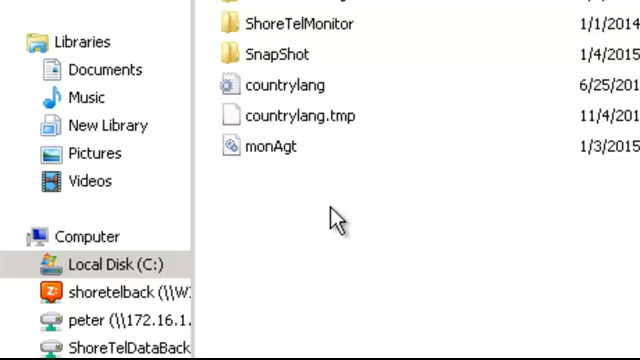 ShoreTelMonitor 1/1/2014
Libraries
SnapShot 1/4/2015
Documents
countrylang 6/25/201
Music
countrylang.tmp 11/4/201
New Library
monAgt 1/3/2015
Pictures
Videos
Computer
Local Disk (C:)
shoretelback (\\W
peter (\\172.16.1.
ShoreTelDataBack